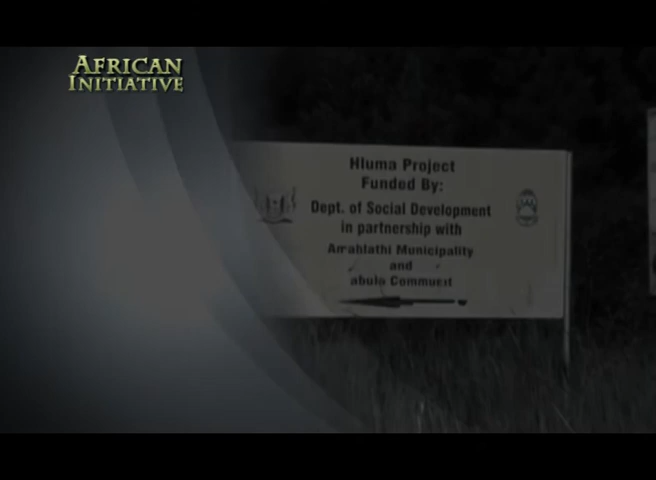 AFRICAN
INITIATIVE
Hluma Project
Funded By:
Dept. of Social Development
in partnership with
Amahlathi Municipality
and